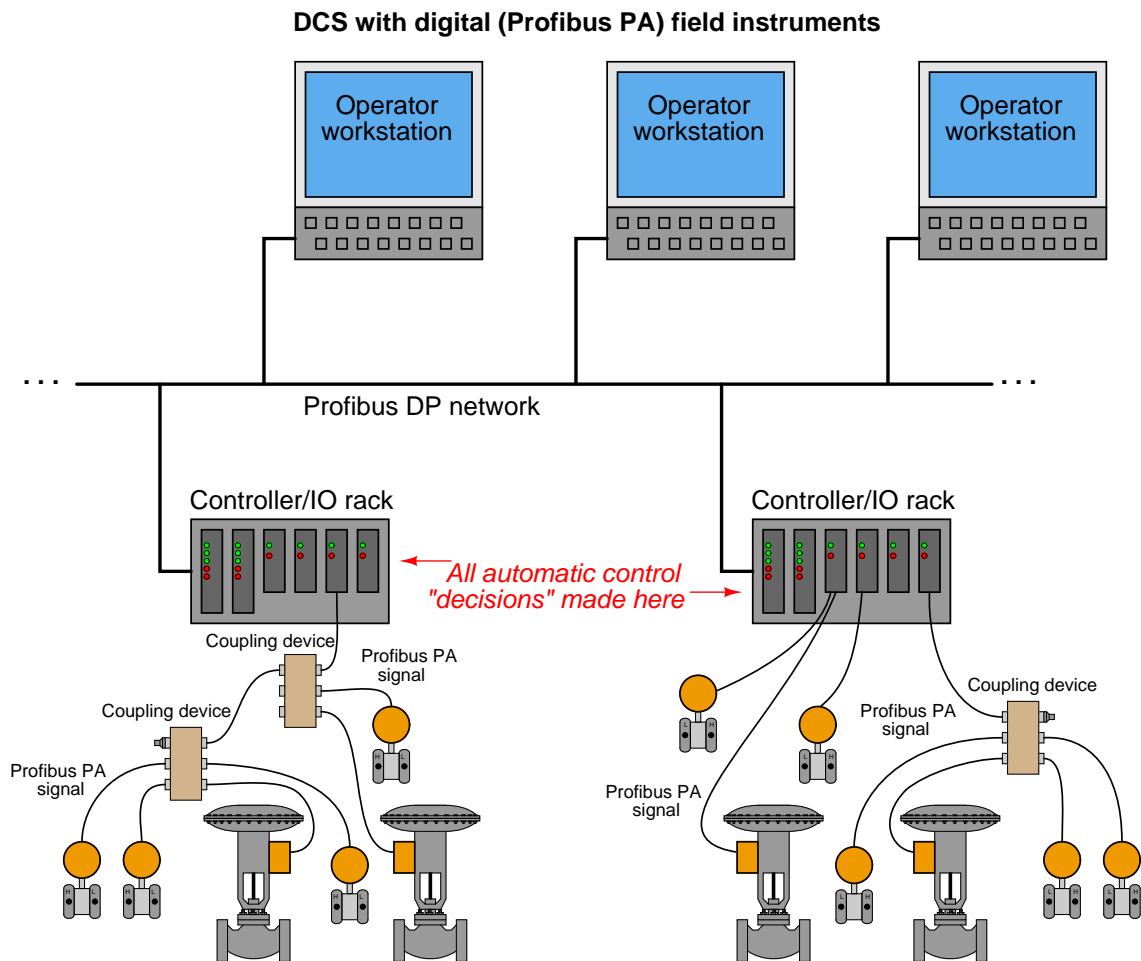 DCS with digital (Profibus PA) field instruments
Operator
workstation
Operator
workstation
Operator
workstation
. . .
. . .
Profibus DP network
Controller/IO rack
Controller/IO rack
All automatic control
"decisions" made here
Coupling device
Profibus PA
signal
Coupling device
Profibus PA
signal
Coupling device
Profibus PA
signal
Profibus PA
signal
L H
L H
H L
H L
H L
H L
L H
L H
L H